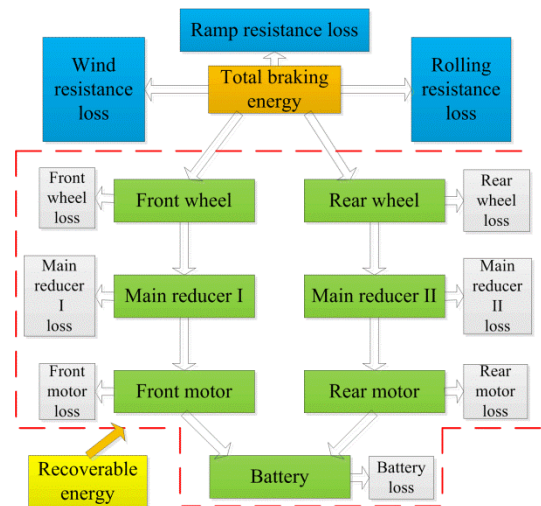 Ramp resistance loss
Wind
resistance
loss
Total braking
energy
Rolling
resistance
loss
Front
wheel
loss
Front wheel
Rear wheel
Rear
wheel
loss
Main
reducer
I
loss
Main reducer I
Main reducer II
Main
reducer
II
loss
Front
motor
loss
Front motor
Rear motor
Rear
motor
loss
Recoverable
energy
Battery
Battery
loss